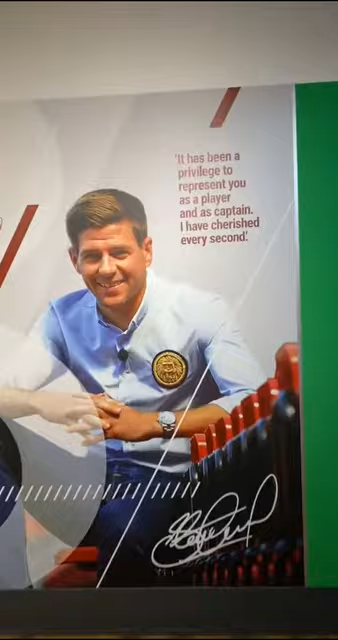 'It has been a
privilege to
represent you
as a player
and as captain.
I have cherished
every second'.